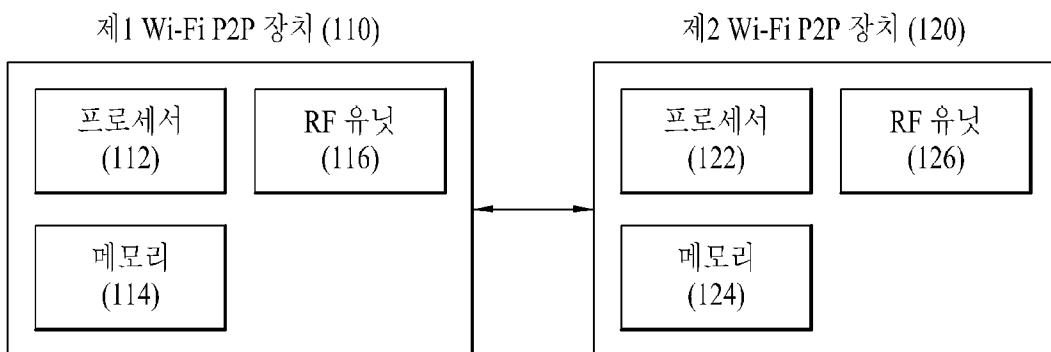 제1 Wi-Fi P2P 장치 (110)
프로세서
(112)
RF 유닛
(116)
메모리
(114)
제2 Wi-Fi P2P 장치 (120)
프로세서
(122)
RF 유닛
(126)
메모리
(124)